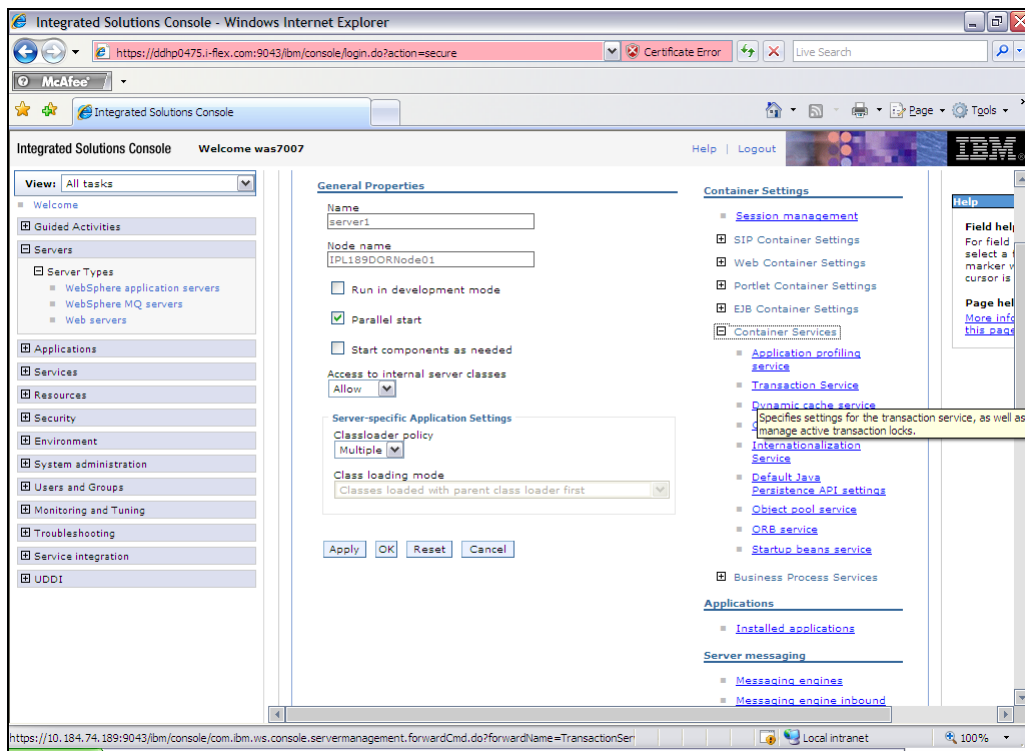 Integrated Solutions Console - Windows Internet Explorer
https://ddhp0475.i-flex.com:9043/ibm/console/login.do?action=secure
Certificate Error
Live Search
McAfee
Integrated Solutions Console
Page
Tools
Integrated Solutions Console Welcome was7007
Help | Logout
IBM
View: All tasks
Welcome
Guided Activities
Servers
Server Types
WebSphere application servers
WebSphere MQ servers
Web servers
Applications
Services
Resources
Security
Environment
System administration
Users and Groups
Monitoring and Tuning
Troubleshooting
Service integration
UDDI
General Properties
Name
server1
Node name
IPL189DORNode01
Run in development mode
Parallel start
Start components as needed
Access to internal server classes
Allow
Server-specific Application Settings
Classloader policy
Multiple
Class loading mode
Classes loaded with parent class loader first
Apply OK Reset Cancel
Container Settings
Session management
SIP Container Settings
Web Container Settings
Portlet Container Settings
EJB Container Settings
Container Services
Application profiling
service
Transaction Service
Dynamic cache service
Specifies settings for the transaction service, as well as
manage active transaction locks.
Internationalization
Service
Default Java
Persistence API settings
Object pool service
ORB service
Startup beans service
Business Process Services
Applications
Installed applications
Server messaging
Messaging engines
Messaging engine inbound
Help
Field help
For field
select a
marker
cursor is
Page help
More info
this page
https://10.184.74.189:9043/ibm/console/com.ibm.ws.console.servermanagement.forwardCmd.do?forwardName=TransactionSer
Local intranet
100%